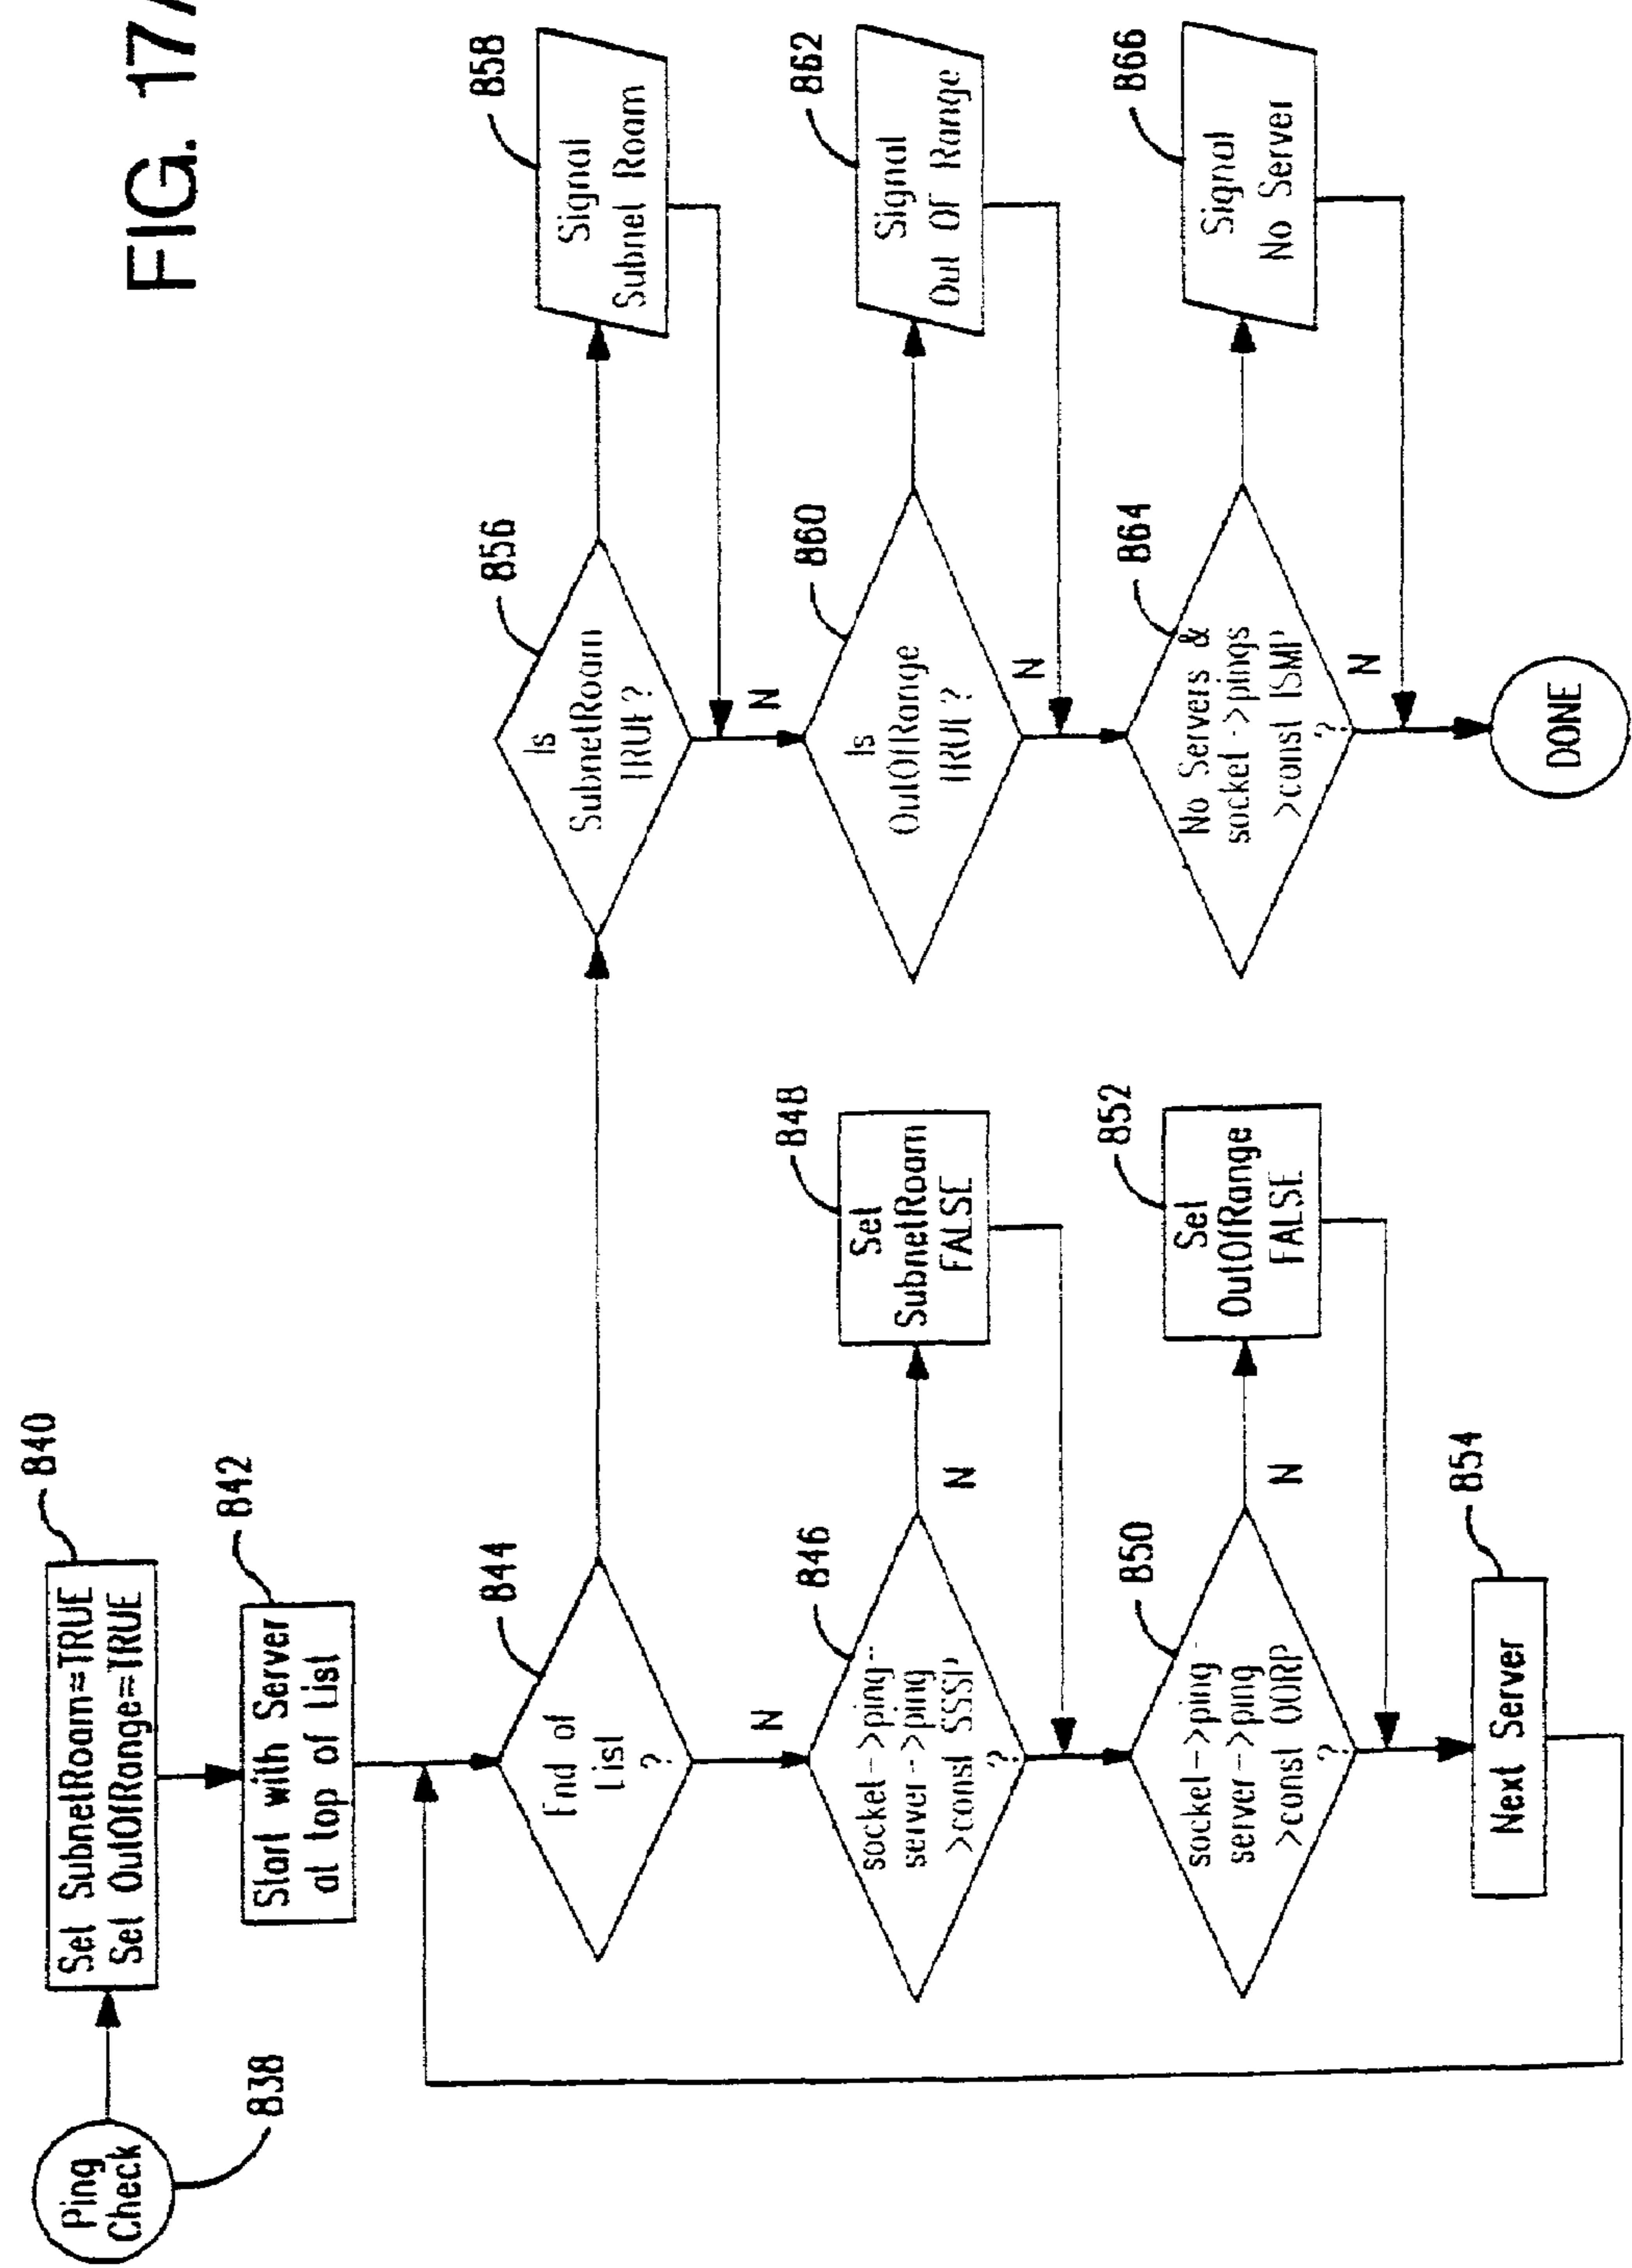 FIG. 17A
Ping
Check
838
Set SubnetRoam=TRUE
Set OutOfRange=TRUE
840
Start with Server
at top of List
842
End of
List
?
844
N
socket->ping-
server->ping
>const SSSP
?
846
N
Set
SubnetRoam
FALSE
848
socket->ping-
server->ping
>const OORP
?
850
N
Set
OutOfRange
FALSE
852
Next Server
854
Is
SubnetRoam
TRUE?
856
N
Signal
Subnet Roam
858
Is
OutOfRange
TRUE?
860
N
Signal
Out Of Range
862
No Servers &
socket->pings
>const ISMP
?
864
N
Signal
No Server
866
DONE